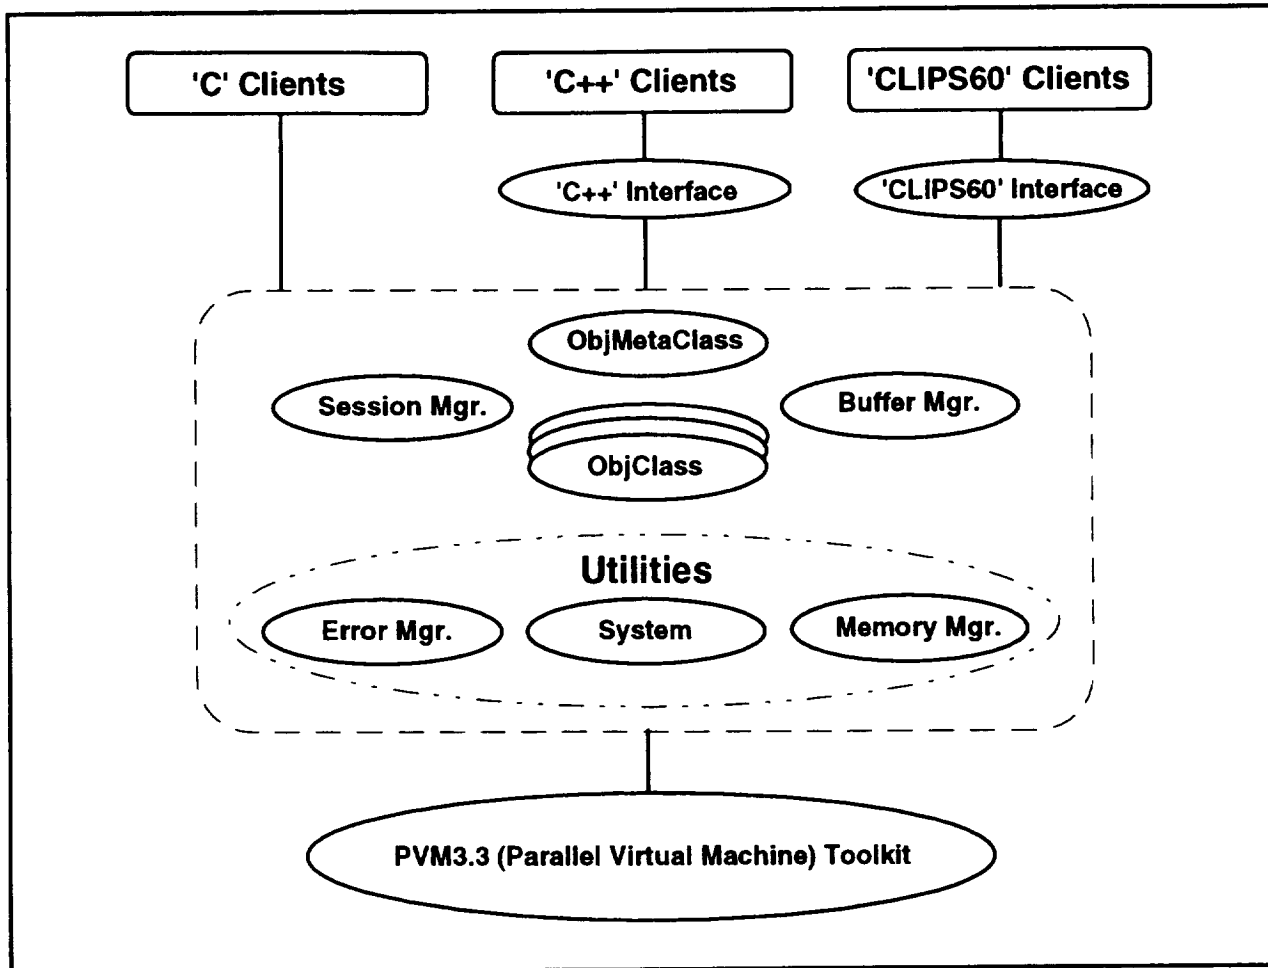 'C' Clients
'C++' Clients
'CLIPS60' Clients
'C++' Interface
'CLIPS60' Interface
ObjMetaClass
Session Mgr.
Buffer Mgr.
ObjClass
Utilities
Error Mgr.
System
Memory Mgr.
PVM3.3 (Parallel Virtual Machine) Toolkit